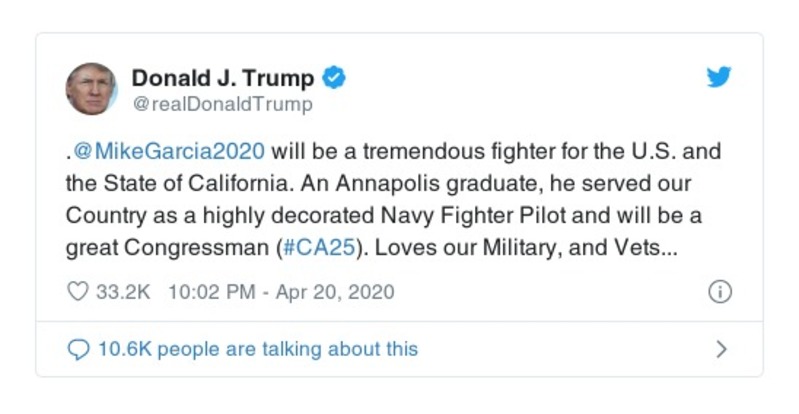 Donald J. Trump
@realDonaldTrump
.@MikeGarcia2020 will be a tremendous fighter for the U.S. and
the State of California. An Annapolis graduate, he served our
Country as a highly decorated Navy Fighter Pilot and will be a
great Congressman (#CA25). Loves our Military, and Vets...
33.2K 10:02 PM - Apr 20, 2020
10.6K people are talking about this